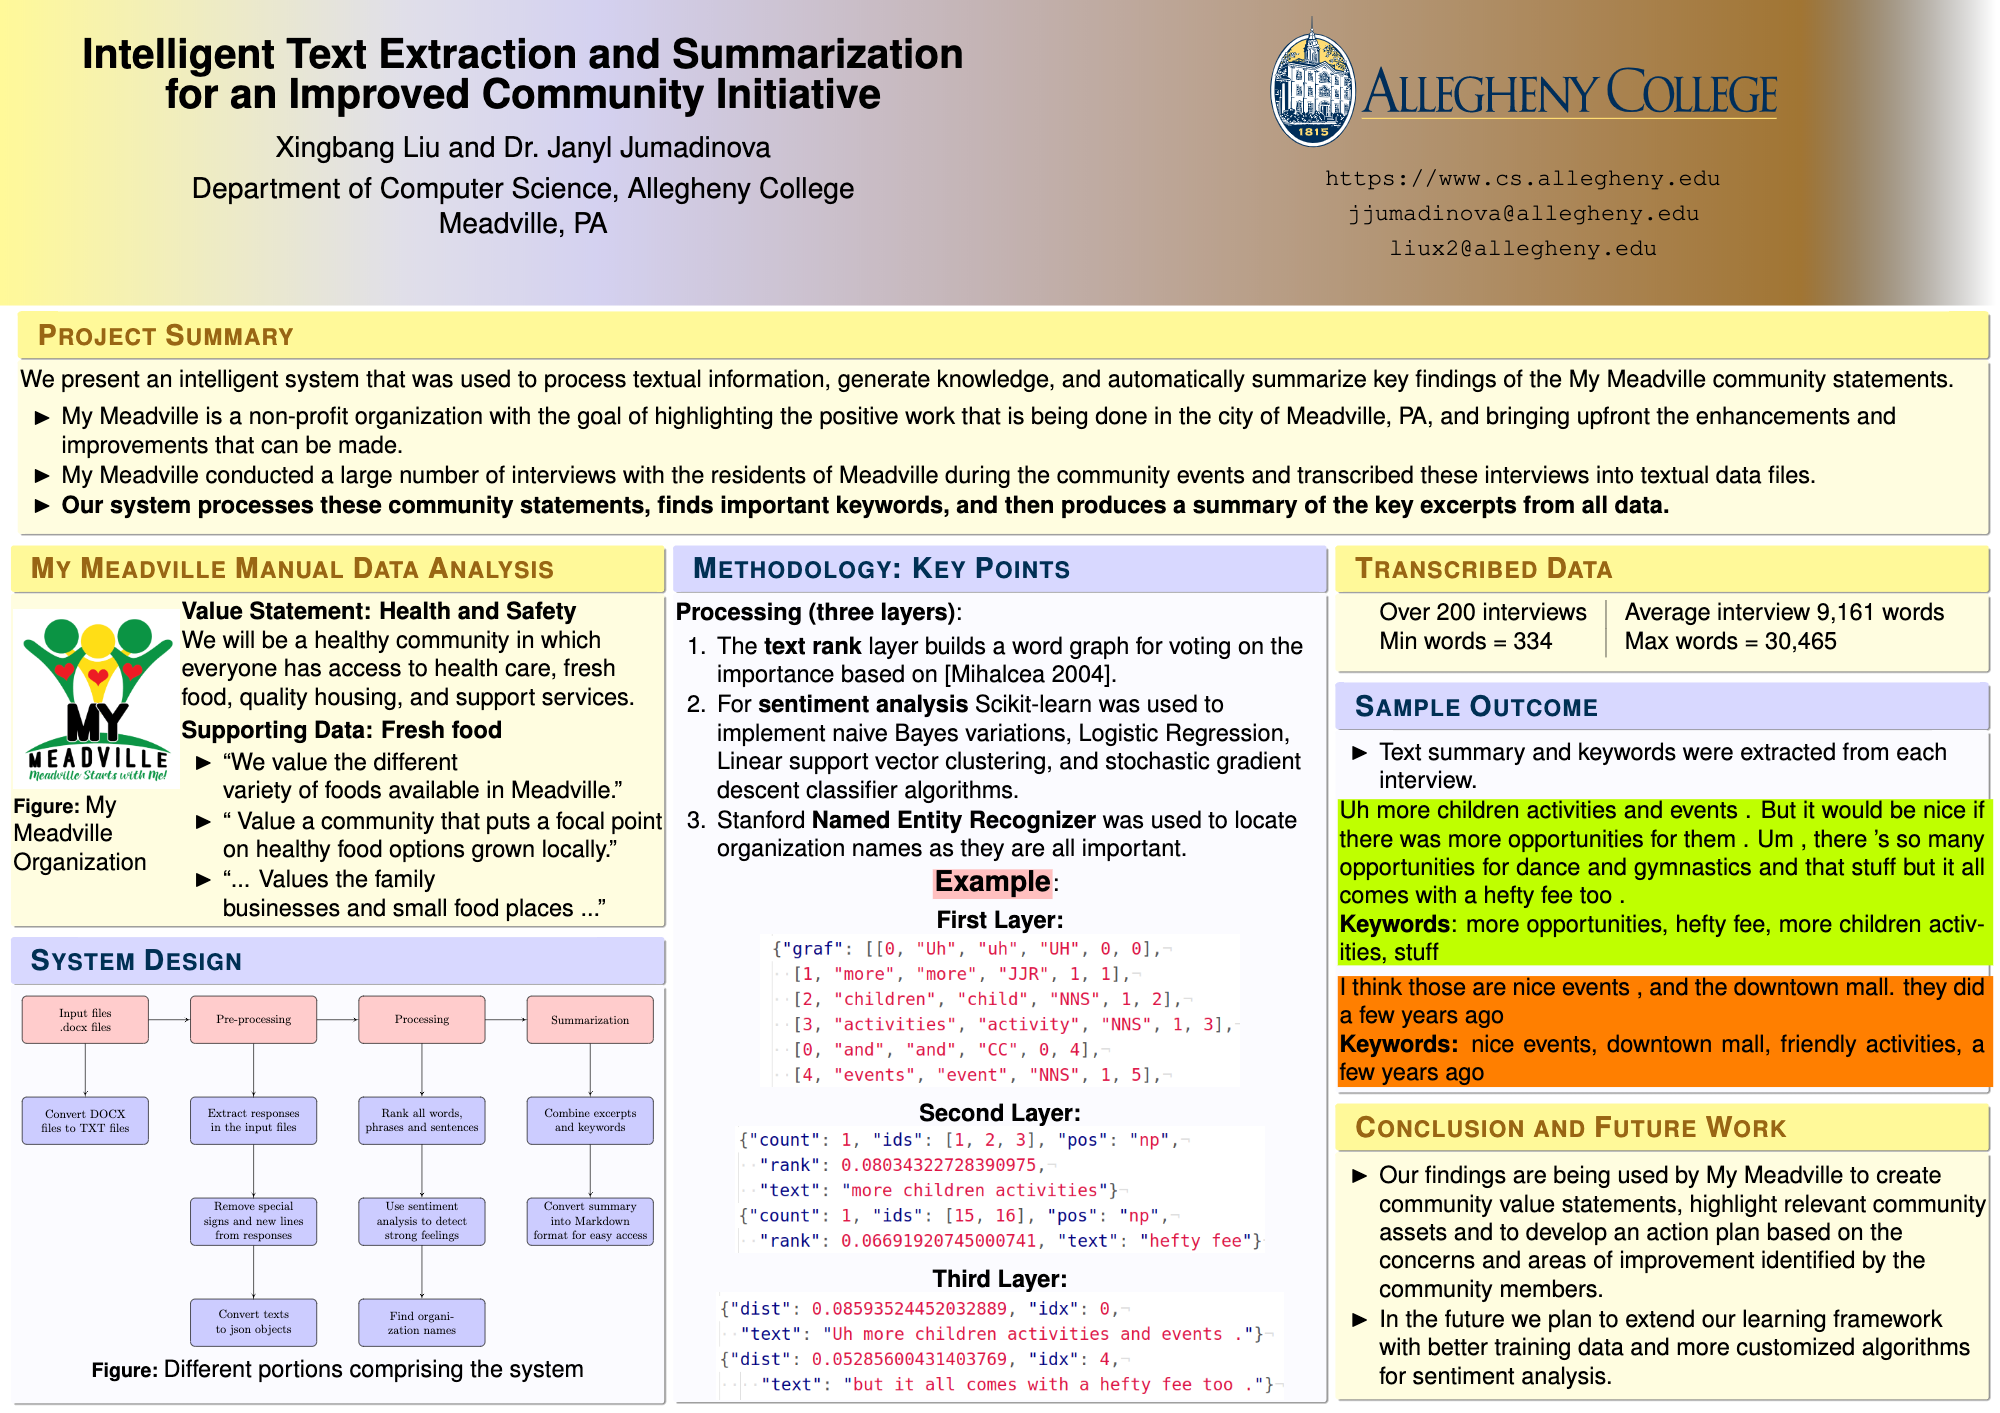 Intelligent Text Extraction and Summarization
for an Improved Community Initiative
Xingbang Liu and Dr. Janyl Jumadinova
Department of Computer Science, Allegheny College
Meadville, PA
1815
ALLEGHENY COLLEGE
https://www.cs.allegheny.edu
jjumadinova@allegheny.edu
liux2@allegheny.edu
PROJECT SUMMARY
We present an intelligent system that was used to process textual information, generate knowledge, and automatically summarize key findings of the My Meadville community statements.
► My Meadville is a non-profit organization with the goal of highlighting the positive work that is being done in the city of Meadville, PA, and bringing upfront the enhancements and
improvements that can be made.
► My Meadville conducted a large number of interviews with the residents of Meadville during the community events and transcribed these interviews into textual data files.
► Our system processes these community statements, finds important keywords, and then produces a summary of the key excerpts from all data.
MY MEADVILLE MANUAL DATA ANALYSIS
MY
MEADVILLE
Meadville Starts with Me!
Figure: My
Meadville
Organization
Value Statement: Health and Safety
We will be a healthy community in which
everyone has access to health care, fresh
food, quality housing, and support services.
Supporting Data: Fresh food
► “We value the different
variety of foods available in Meadville.”
► “ Value a community that puts a focal point
on healthy food options grown locally.”
► “... Values the family
businesses and small food places ...”
SYSTEM DESIGN
Input files
.docx files
Pre-processing
Processing
Summarization
Convert DOCX
files to TXT files
Extract responses
in the input files
Rank all words,
phrases and sentences
Combine excerpts
and keywords
Remove special
signs and new lines
from responses
Use sentiment
analysis to detect
strong feelings
Convert summary
into Markdown
format for easy access
Convert texts
to json objects
Find organi-
zation names
Figure: Different portions comprising the system
METHODOLOGY: KEY POINTS
Processing (three layers):
1. The text rank layer builds a word graph for voting on the
importance based on [Mihalcea 2004].
2. For sentiment analysis Scikit-learn was used to
implement naive Bayes variations, Logistic Regression,
Linear support vector clustering, and stochastic gradient
descent classifier algorithms.
3. Stanford Named Entity Recognizer was used to locate
organization names as they are all important.
Example:
First Layer:
{"graf": [[0, "Uh", "uh", "UH", 0, 0],¬
[1, "more", "more", "JJR", 1, 1],¬
[2, "children", "child", "NNS", 1, 2],¬
[3, "activities", "activity", "NNS", 1, 3],¬
[0, "and", "and", "CC", 0, 4],¬
[4, "events", "event", "NNS", 1, 5],¬
Second Layer:
{"count": 1, "ids": [1, 2, 3], "pos": "np",¬
"rank": 0.08034322728390975,¬
"text": "more children activities"}¬
{"count": 1, "ids": [15, 16], "pos": "np",¬
"rank": 0.06691920745000741, "text": "hefty fee"}
Third Layer:
{"dist": 0.08593524452032889, "idx": 0,¬
"text": "Uh more children activities and events ."}¬
{"dist": 0.05285600431403769, "idx": 4,¬
"text": "but it all comes with a hefty fee too ."}¬
TRANSCRIBED DATA
Over 200 interviews
Min words = 334
Average interview 9,161 words
Max words = 30,465
SAMPLE OUTCOME
► Text summary and keywords were extracted from each
interview.
Uh more children activities and events . But it would be nice if
there was more opportunities for them . Um , there ’s so many
opportunities for dance and gymnastics and that stuff but it all
comes with a hefty fee too .
Keywords: more opportunities, hefty fee, more children activ-
ities, stuff
I think those are nice events , and the downtown mall. they did
a few years ago
Keywords: nice events, downtown mall, friendly activities, a
few years ago
CONCLUSION AND FUTURE WORK
► Our findings are being used by My Meadville to create
community value statements, highlight relevant community
assets and to develop an action plan based on the
concerns and areas of improvement identified by the
community members.
► In the future we plan to extend our learning framework
with better training data and more customized algorithms
for sentiment analysis.